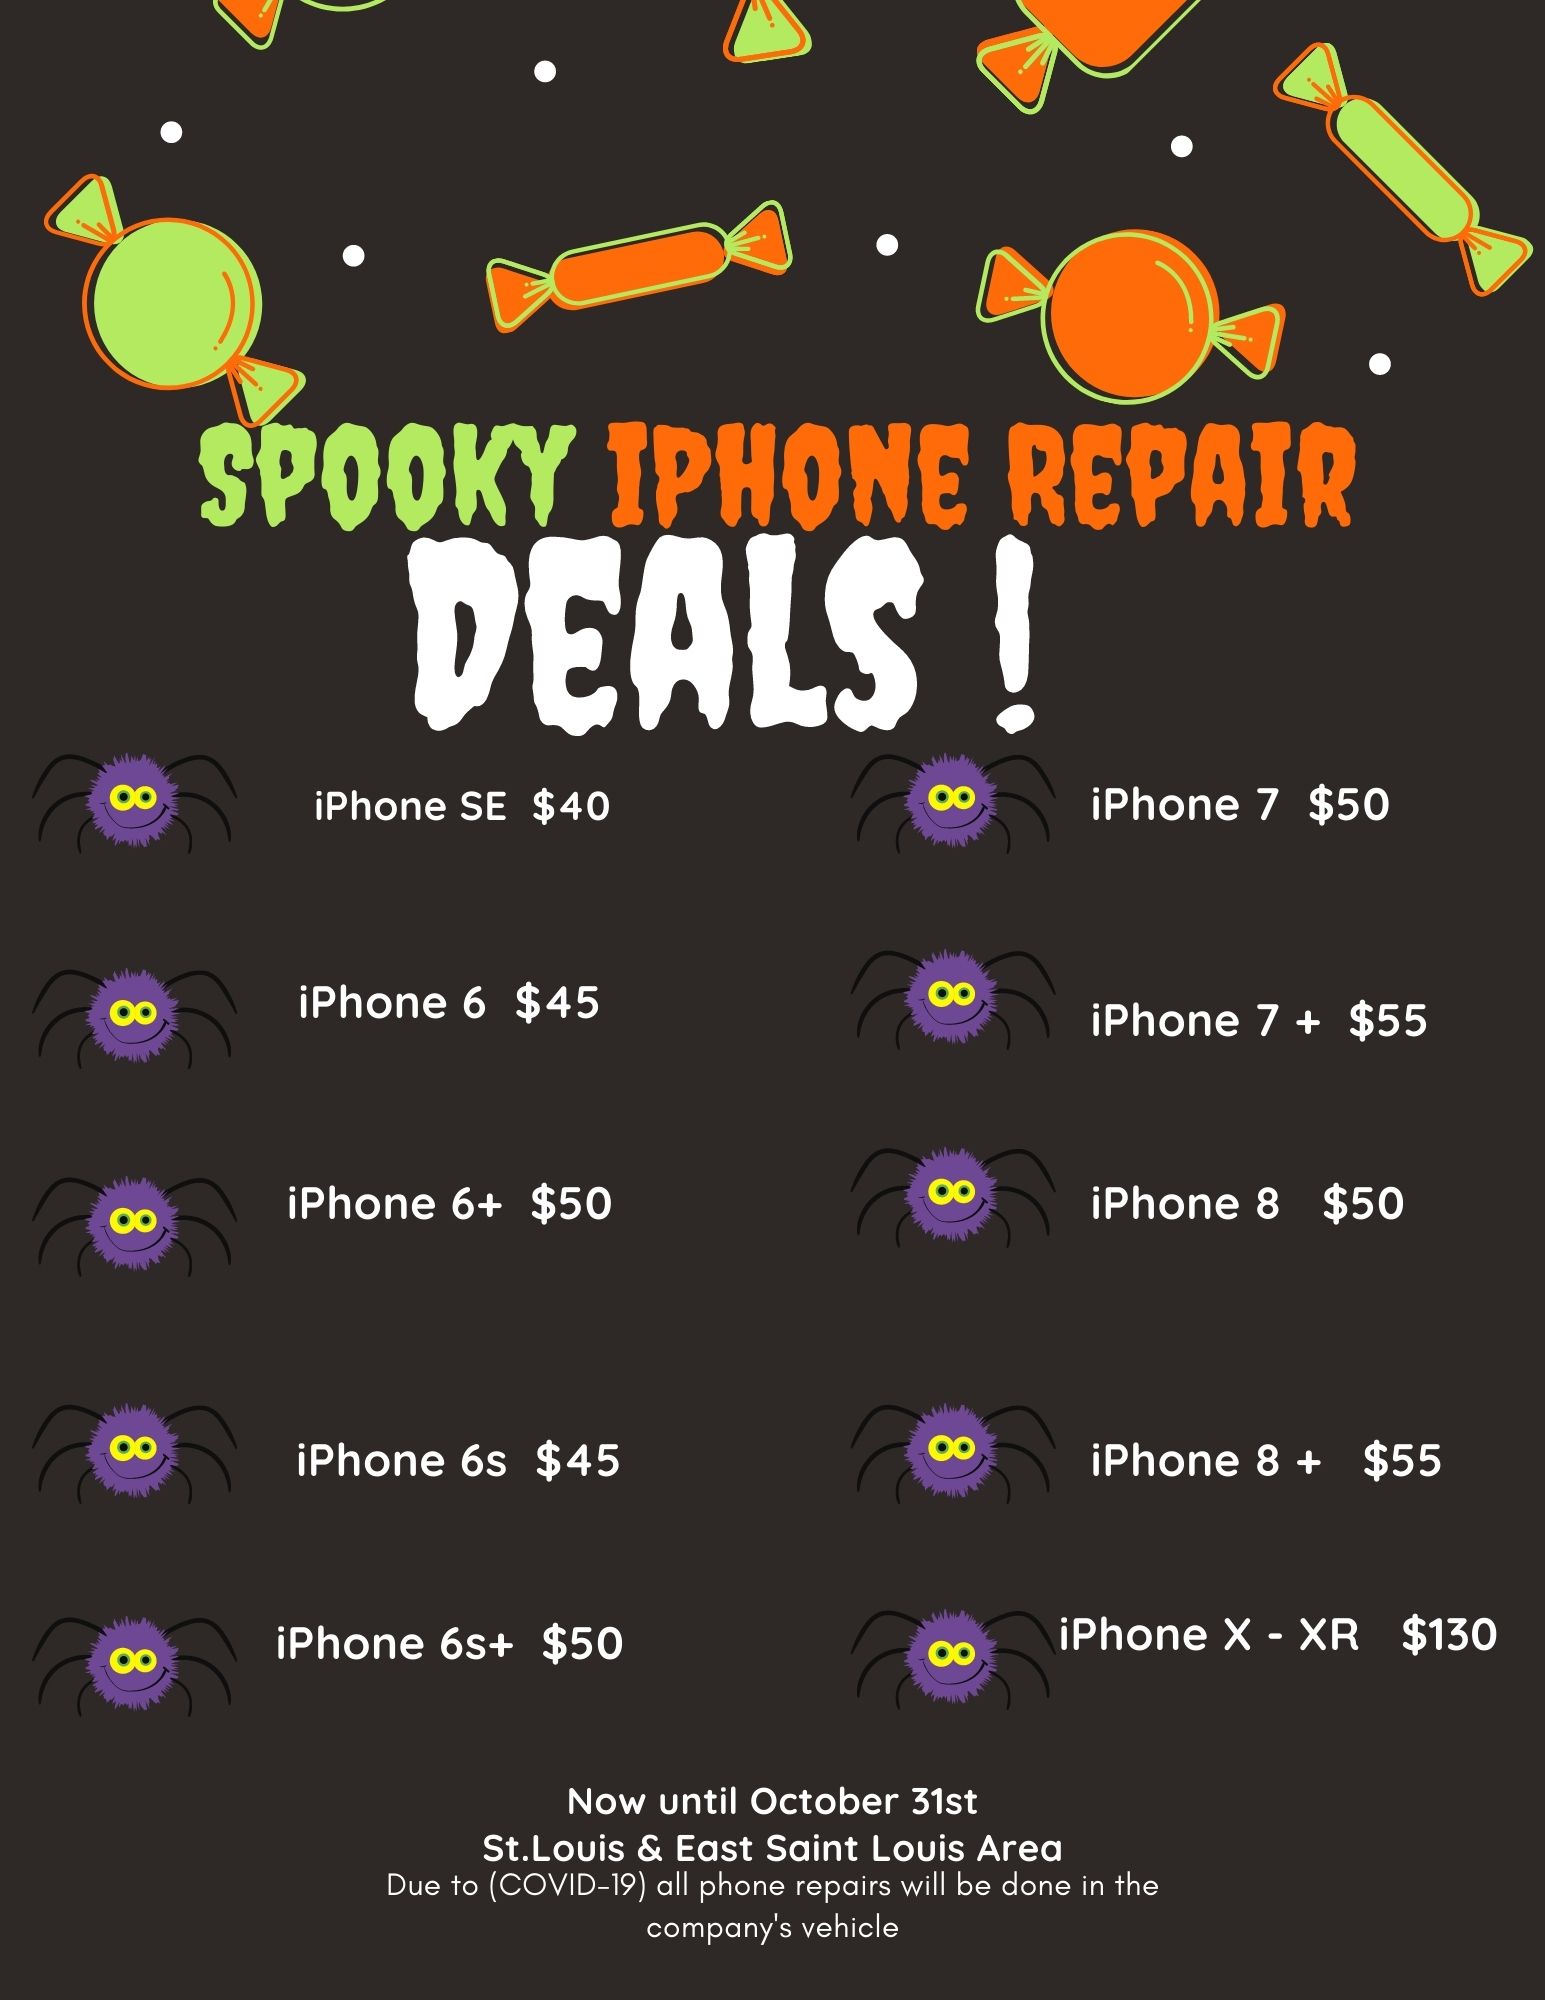 SPOOKY IPHONE REPAIR
DEALS !
iPhone SE $40
iPhone 7 $50
iPhone 6 $45
iPhone 7 + $55
iPhone 6+ $50
iPhone 8 $50
iPhone 6s $45
iPhone 8 + $55
iPhone 6s+ $50
iPhone X - XR $130
Now until October 31st
St.Louis & East Saint Louis Area
Due to (COVID-19) all phone repairs will be done in the
company's vehicle